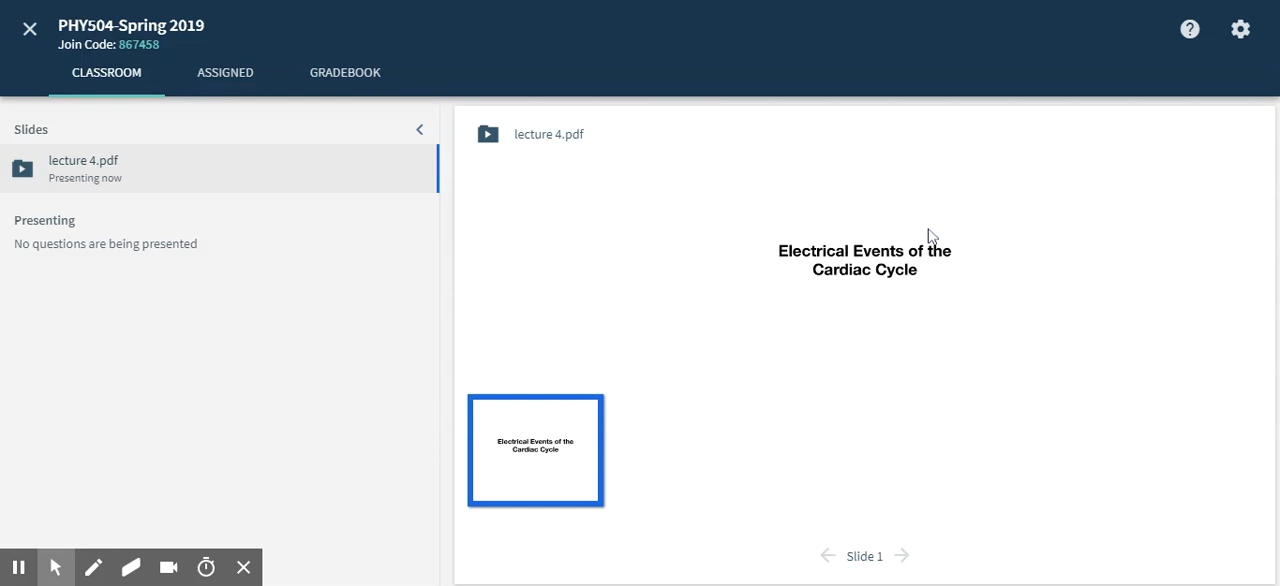 PHY504-Spring 2019
Join Code: 867458
CLASSROOM
ASSIGNED
GRADEBOOK
Slides
lecture 4.pdf
Presenting now
Presenting
No questions are being presented
lecture 4.pdf
Electrical Events of the
Cardiac Cycle
Electrical Events of the
Cardiac Cycle
Slide 1